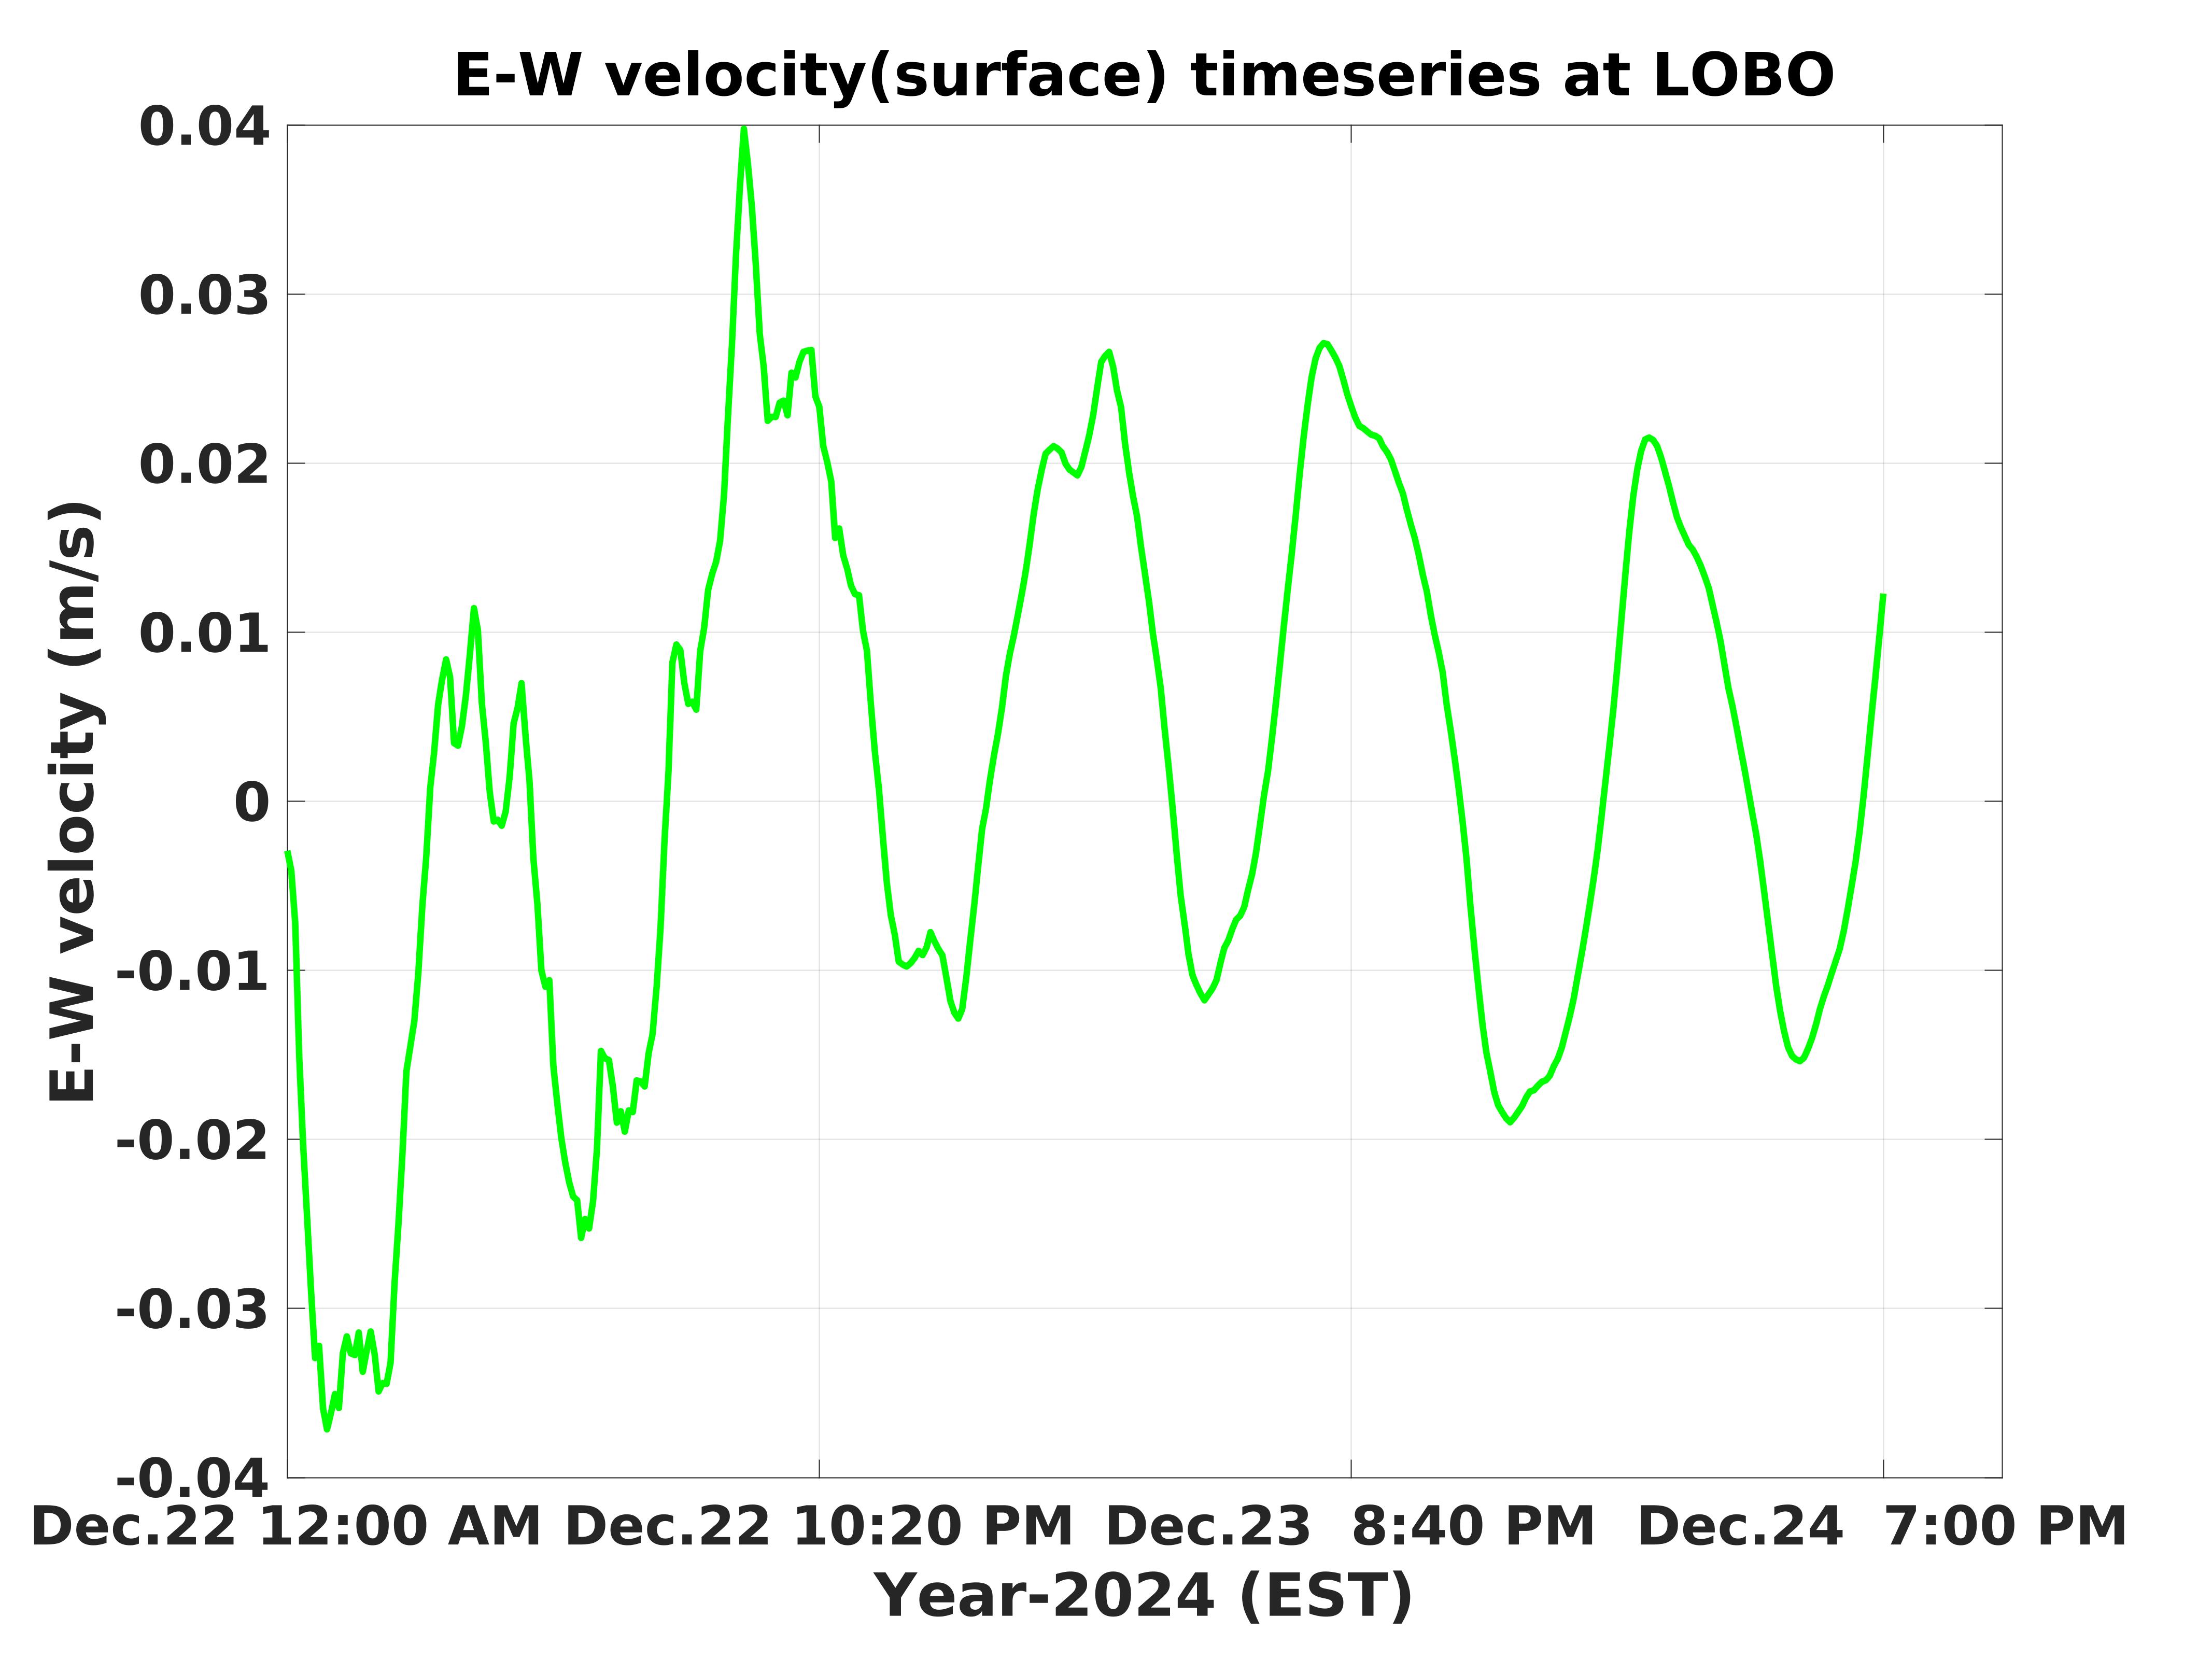 E-W velocity(surface) timeseries at LOBO
E-W velocity (m/s)
0.04
0.03
0.02
0.01
0
-0.01
-0.02
-0.03
-0.04
Dec.22 12:00 AM Dec.22 10:20 PM Dec.23 8:40 PM Dec.24 7:00 PM
Year-2024 (EST)